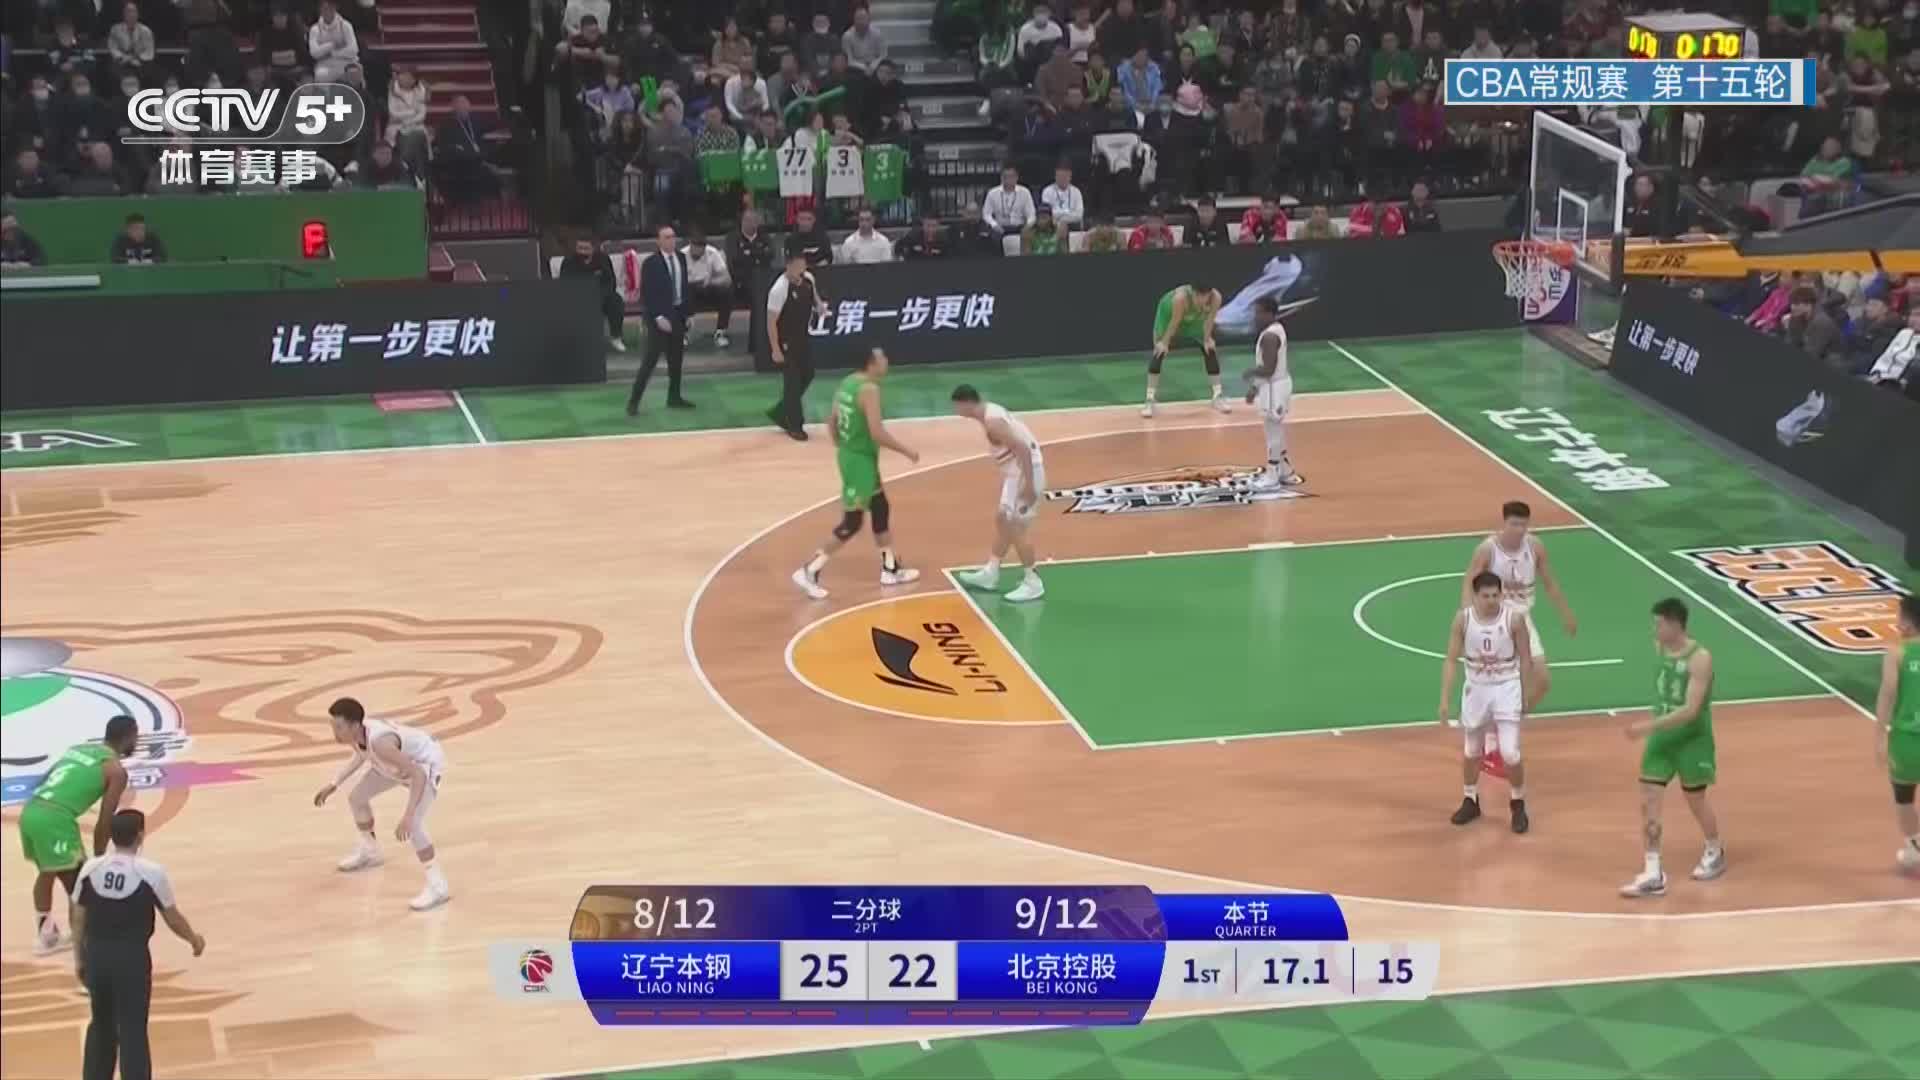 CCTV 5+
体育赛事
CBA常规赛 第十五轮
77
3
3
让第一步更快
让第一步更快
让第一步更快
辽宁本钢
LI-NING
0
90
8/12
二分球
2PT
9/12
本节
QUARTER
CBA
辽宁本钢
LIAO NING
25
22
北京控股
BEI KONG
1ST
17.1
15